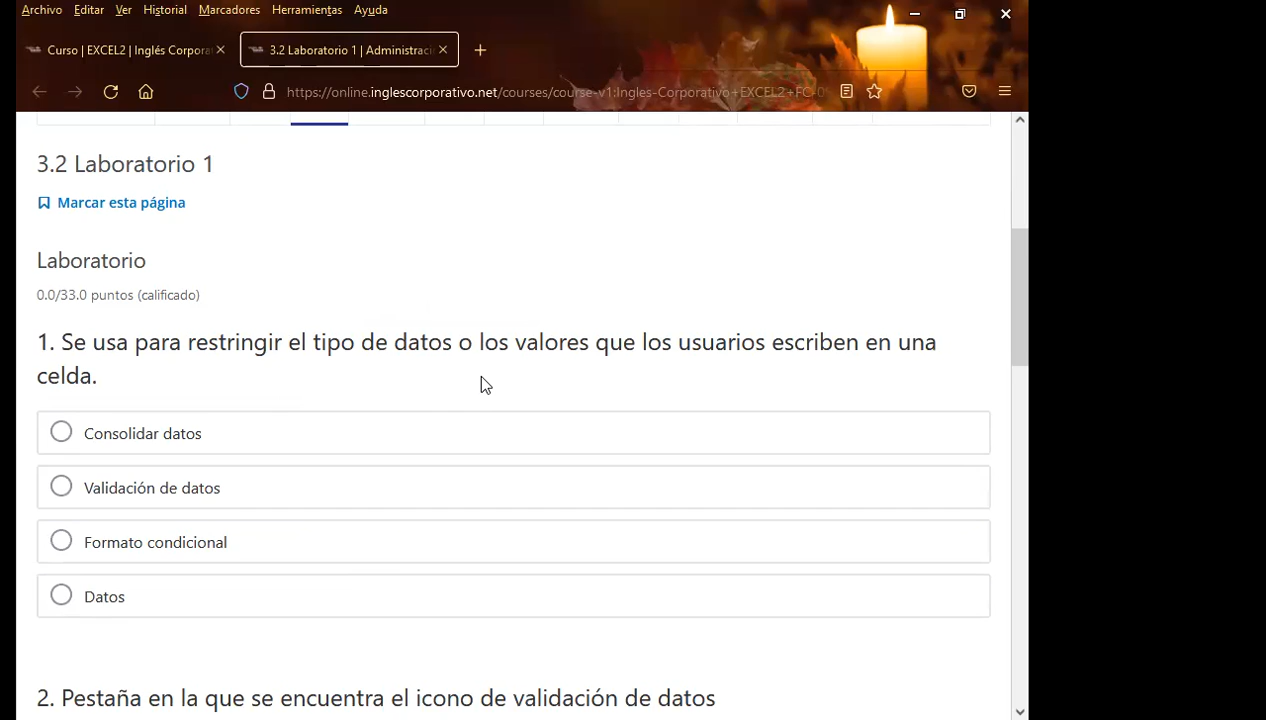 Archivo Editar Ver Historial Marcadores Herramientas Ayuda
Curso | EXCEL2 | Inglés Corpora
3.2 Laboratorio 1 | Administraci
https://online.inglescorporativo.net/courses/course-v1:Ingles-Corporativo+EXCEL2+FC-0
3.2 Laboratorio 1
Marcar esta página
Laboratorio
0.0/33.0 puntos (calificado)
1. Se usa para restringir el tipo de datos o los valores que los usuarios escriben en una
celda.
Consolidar datos
Validación de datos
Formato condicional
Datos
2. Pestaña en la que se encuentra el icono de validación de datos